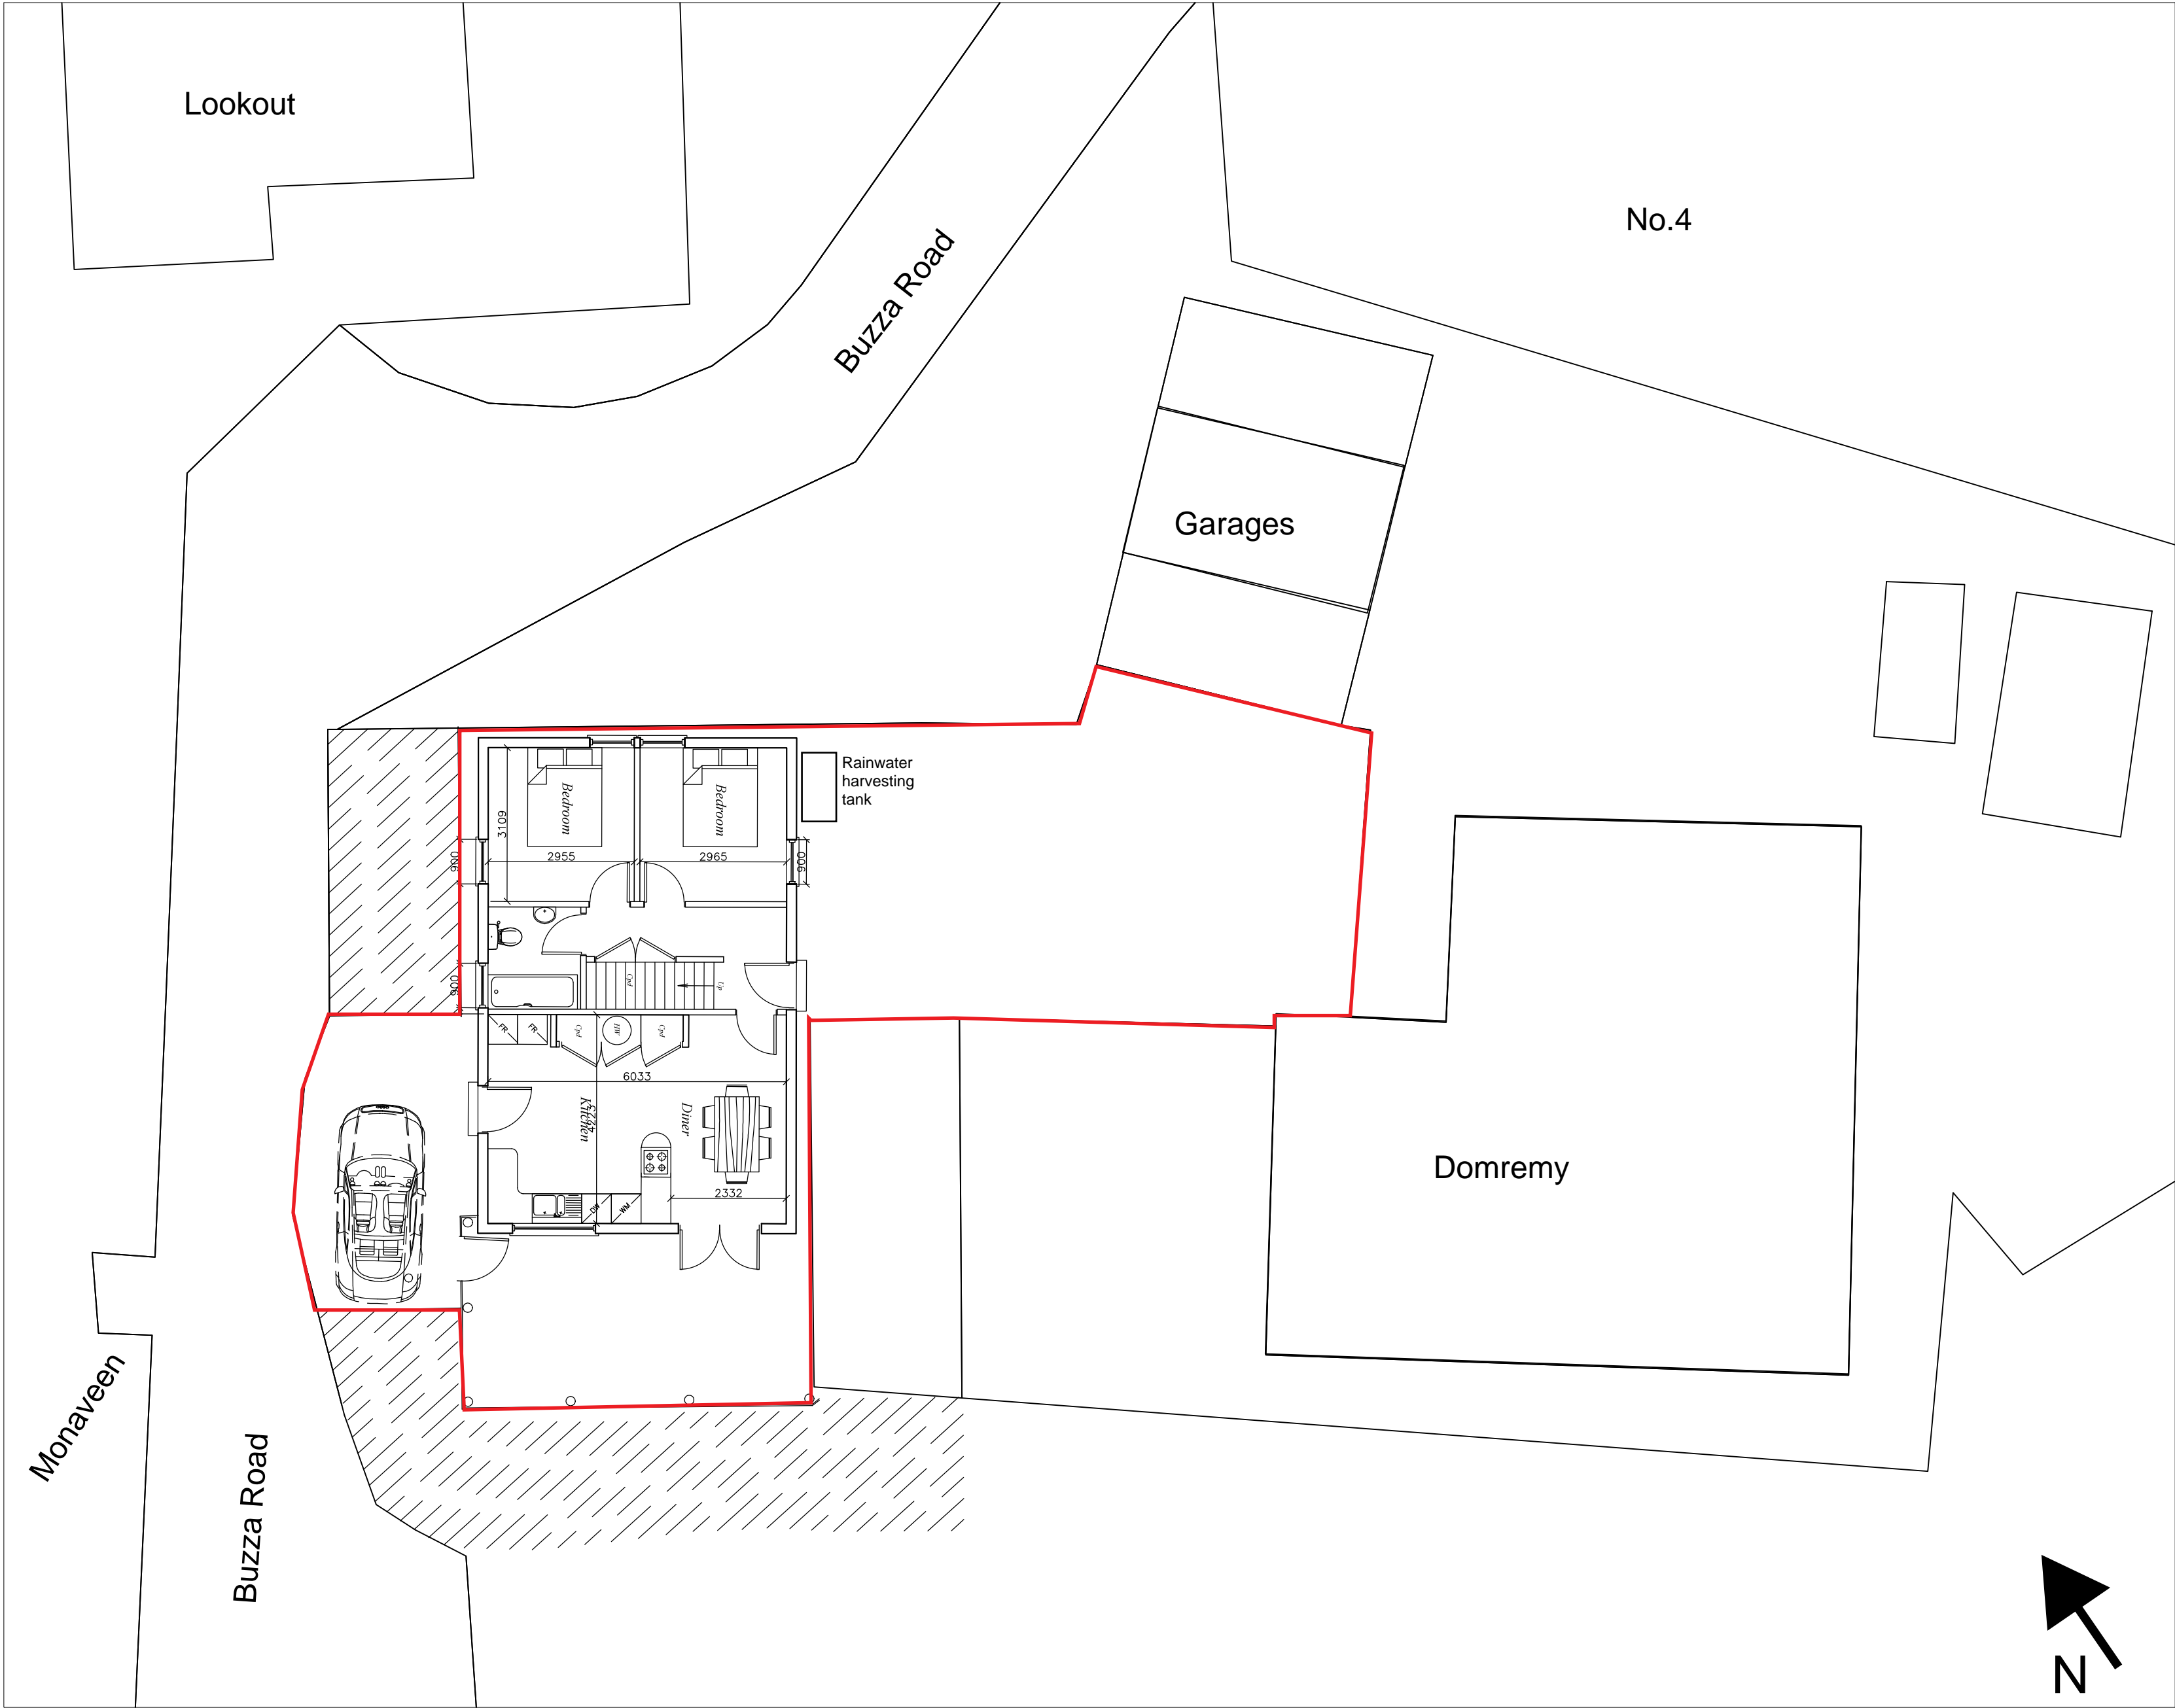 Lookout
No.4
Buzza Road
Garages
Rainwater
harvesting
tank
Bedroom
Bedroom
3109
2955
2965
900
900
900
Cpd
Up
FR
FR
Cpd
HW
Cpd
6033
Kitchen
4223
Diner
2332
DW
WM
Domremy
Monaveen
Buzza Road
N